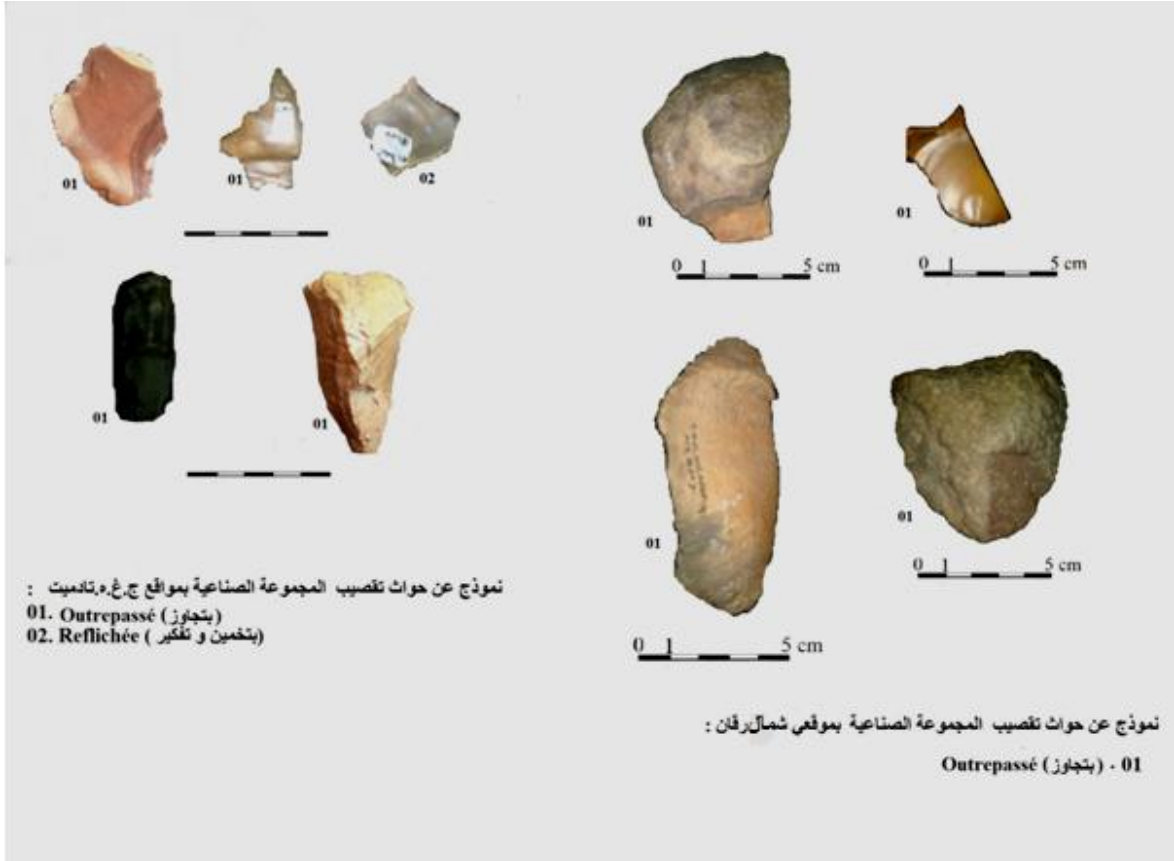 01
01
02
01
01
نموذج عن حواث تقصيب المجموعة الصناعية بمواقع ج.غ.ه.تادميت :
01. Outrepassé (بتجاوز)
02. Reflichée ( بتخمين و تفكير)
01
01
0 1 5 cm
0 1 5 cm
01
01
0 1 5 cm
0 1 5 cm
نموذج عن حواث تقصيب المجموعة الصناعية بموقعي شمال رقان :
01 - Outrepassé (بتجاوز)